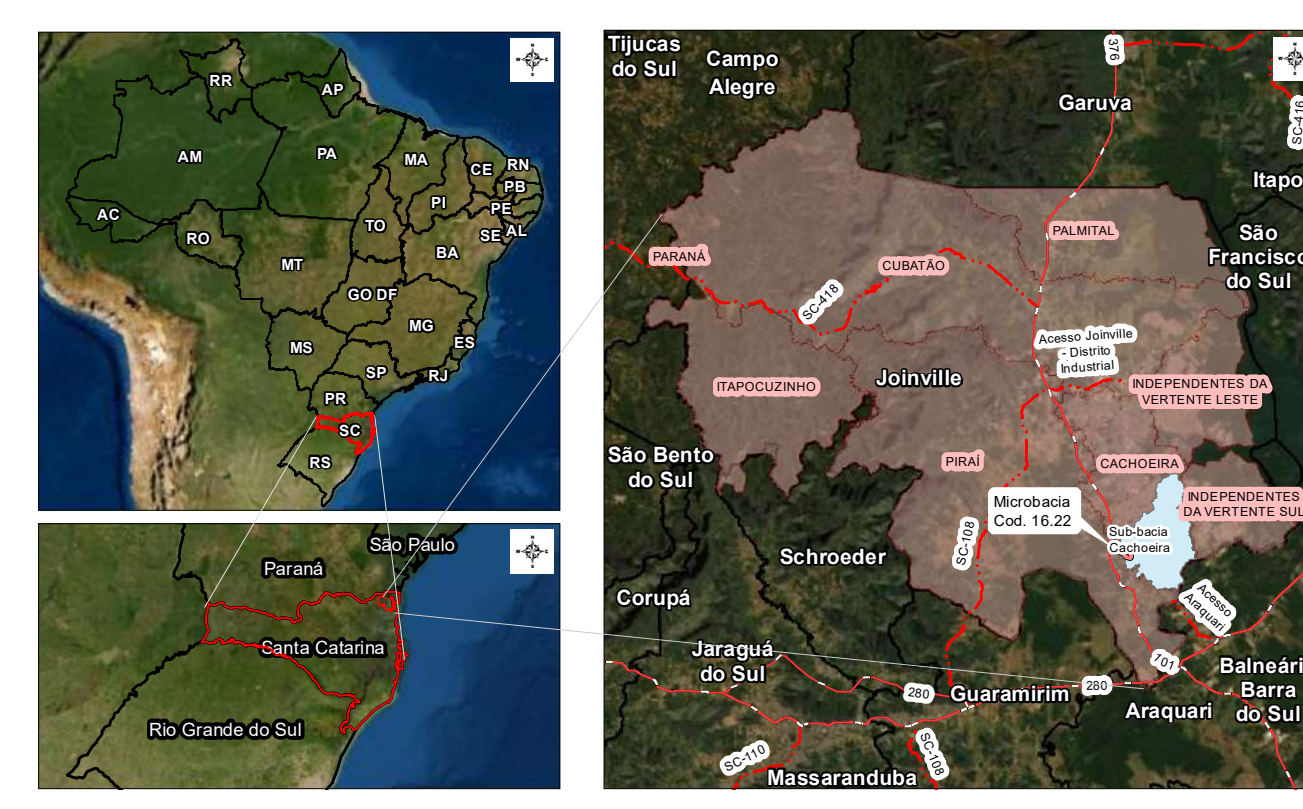 RR
AP
AM
PA
MA
CE
RN
PB
PI
PE
AC
TO
SE
AL
RO
BA
MT
GO
DF
MG
ES
MS
SP
RJ
PR
SC
RS
São Paulo
Paraná
Santa Catarina
Rio Grande do Sul
Tijucas
do Sul
Campo
Alegre
376
Garuva
SC-416
Itapo
São
Francisco
do Sul
PALMITAL
PARANÁ
CUBATÃO
SC-418
Acesso Joinville
- Distrito
Industrial
ITAPOCUZINHO
Joinville
INDEPENDENTES DA
VERTENTE LESTE
São Bento
do Sul
PIRAÍ
CACHOEIRA
INDEPENDENTES
DA VERTENTE SUL
Microbacia
Cod. 16.22
Sub-bacia
Cachoeira
SC-108
Schroeder
Corupá
Acesso
Araquari
Jaraguá
do Sul
101
280
Guaramirim
280
Araquari
Balneári
Barra
do Sul
SC-110
SC-108
Massaranduba